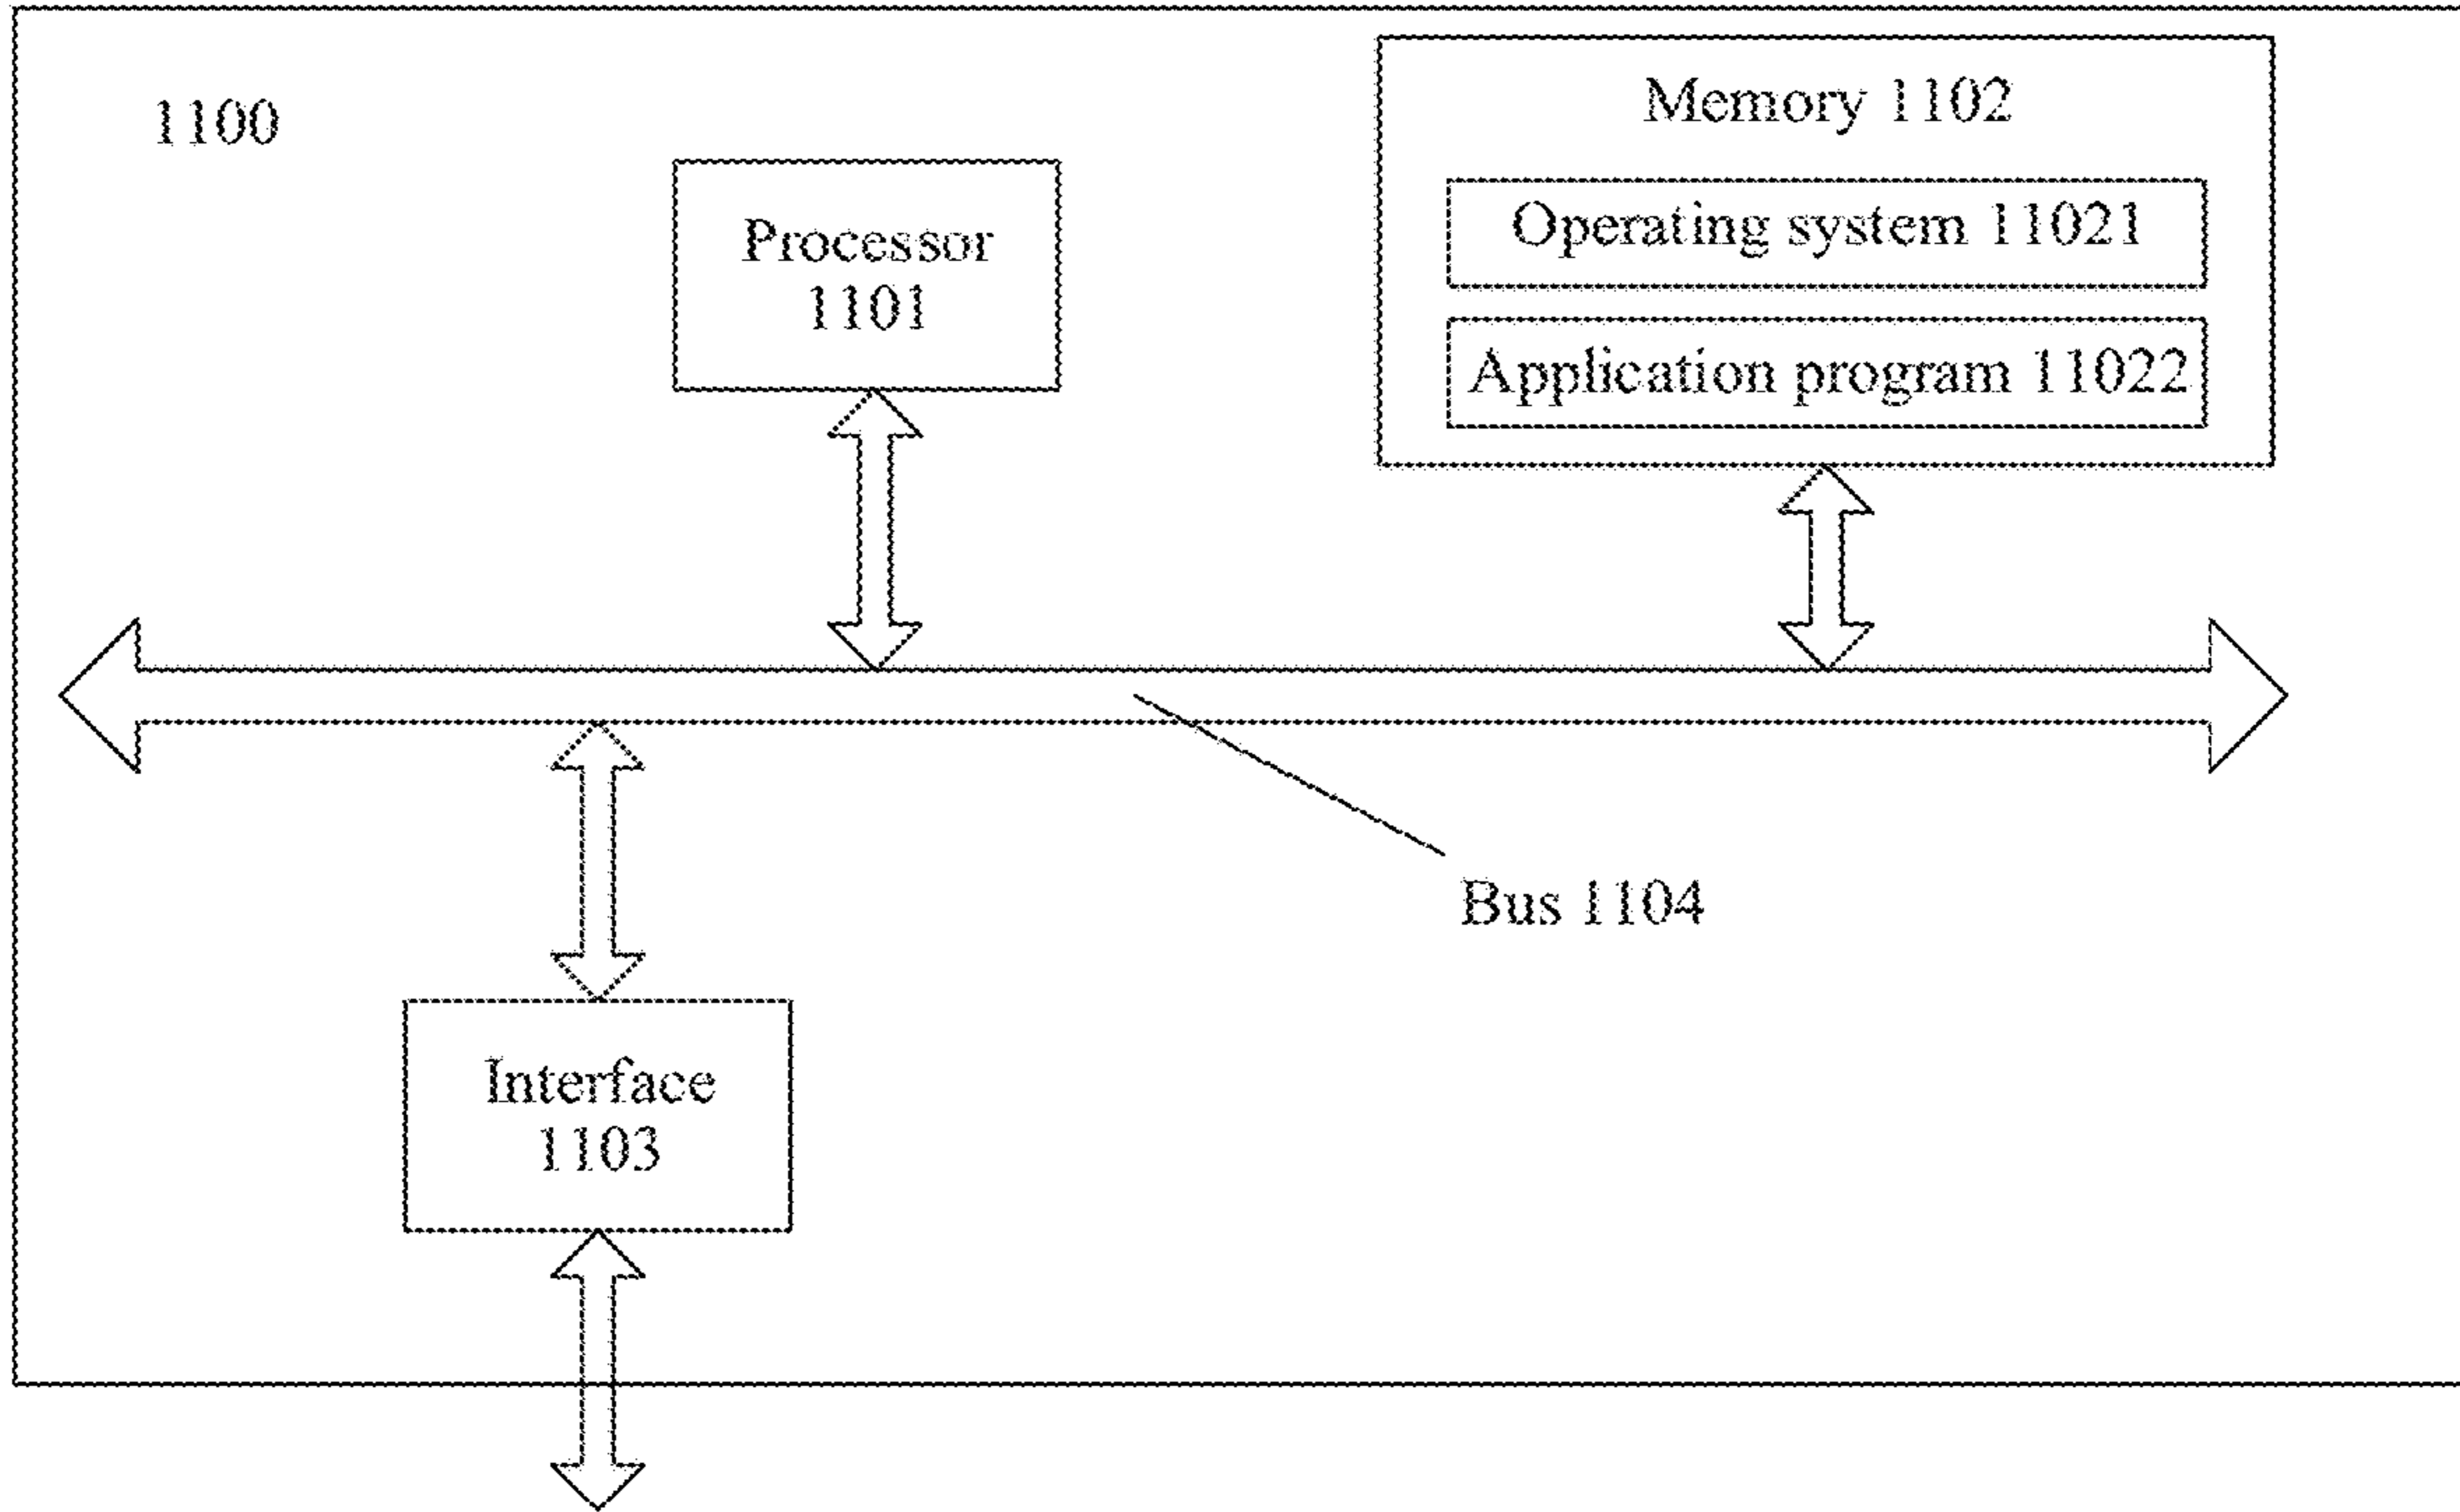 1100
Memory 1102
Operating system 11021
Application program 11022
Processor
1101
Bus 1104
Interface
1103